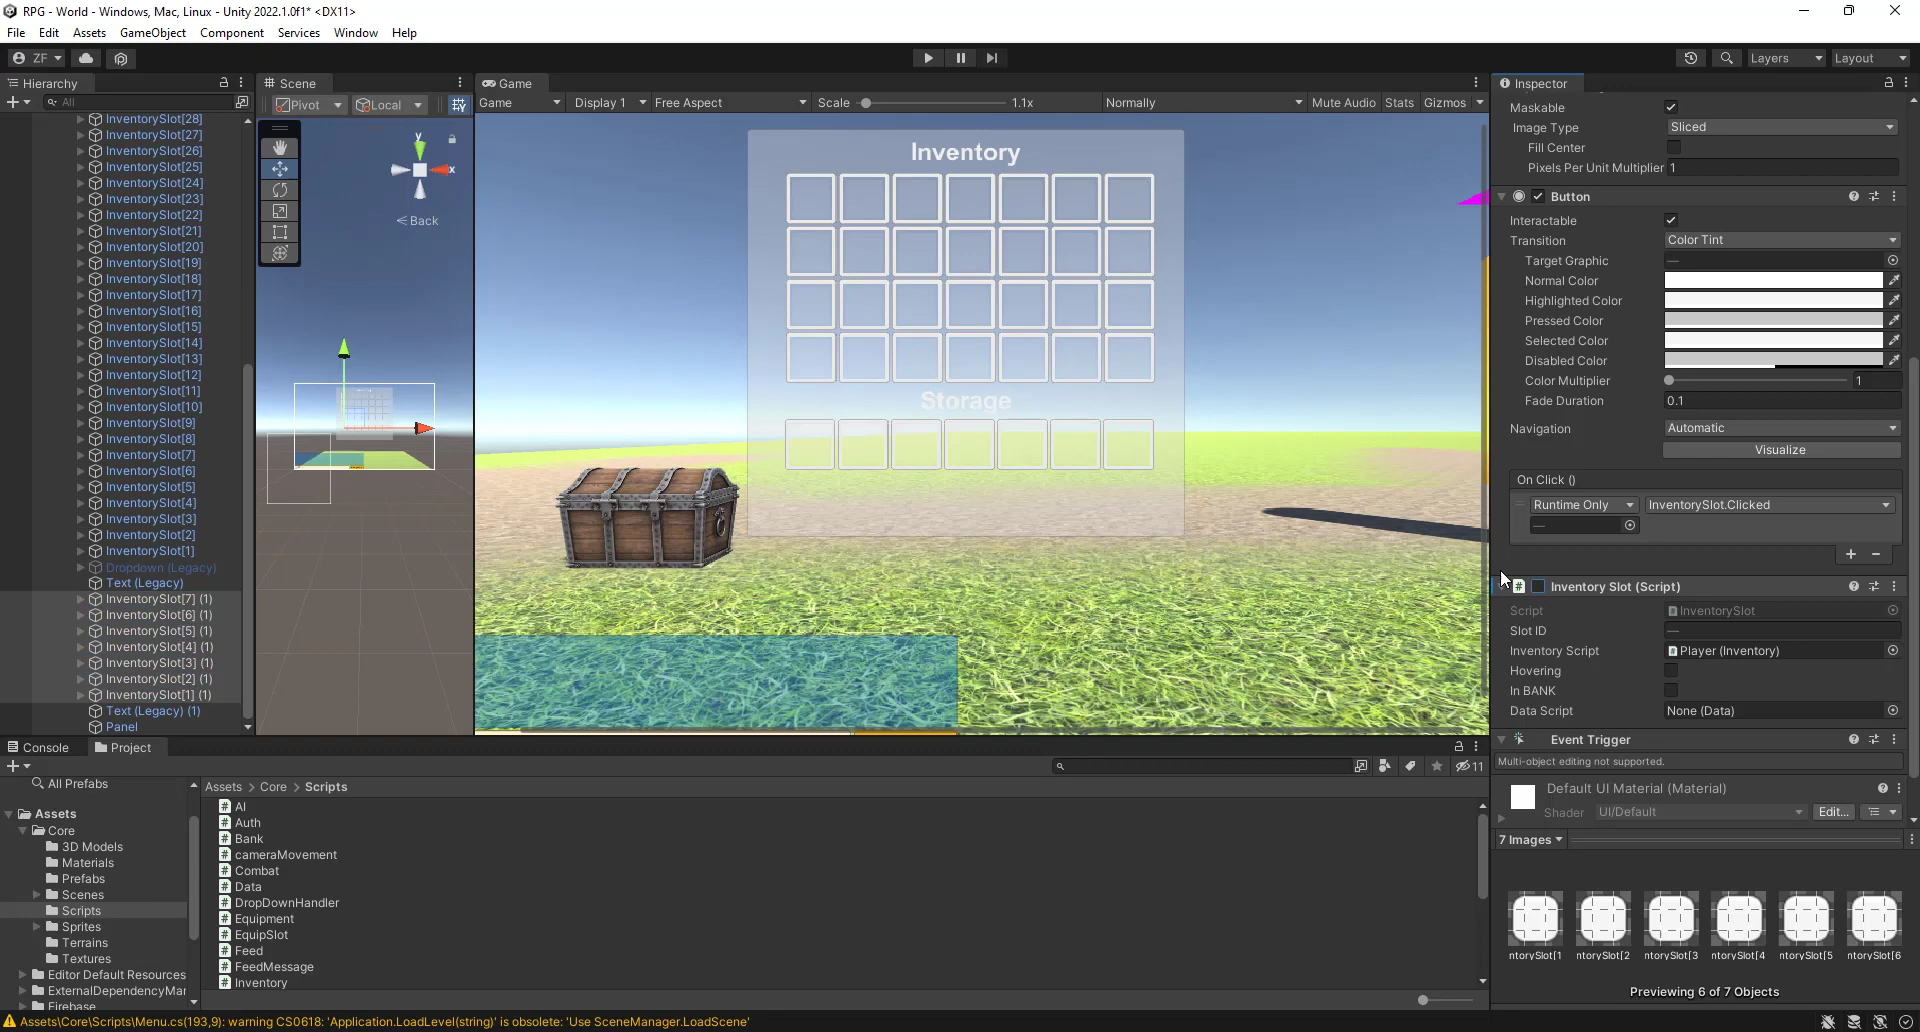 RPG - World - Windows, Mac, Linux - Unity 2022.1.0f1* <DX11>
File Edit Assets GameObject Component Services Window Help
ZF
Layers Layout
Hierarchy
All
InventorySlot[28]
InventorySlot[27]
InventorySlot[26]
InventorySlot[25]
InventorySlot[24]
InventorySlot[23]
InventorySlot[22]
InventorySlot[21]
InventorySlot[20]
InventorySlot[19]
InventorySlot[18]
InventorySlot[17]
InventorySlot[16]
InventorySlot[15]
InventorySlot[14]
InventorySlot[13]
InventorySlot[12]
InventorySlot[11]
InventorySlot[10]
InventorySlot[9]
InventorySlot[8]
InventorySlot[7]
InventorySlot[6]
InventorySlot[5]
InventorySlot[4]
InventorySlot[3]
InventorySlot[2]
InventorySlot[1]
Dropdown (Legacy)
Text (Legacy)
InventorySlot[7] (1)
InventorySlot[6] (1)
InventorySlot[5] (1)
InventorySlot[4] (1)
InventorySlot[3] (1)
InventorySlot[2] (1)
InventorySlot[1] (1)
Text (Legacy) (1)
Panel
Scene
Pivot Local
y
x
< Back
Game
Game Display 1 Free Aspect Scale 1.1x Normally Mute Audio Stats Gizmos
Inventory
Storage
Inspector
Maskable
Image Type Sliced
Fill Center
Pixels Per Unit Multiplier 1
Button
Interactable
Transition Color Tint
Target Graphic —
Normal Color
Highlighted Color
Pressed Color
Selected Color
Disabled Color
Color Multiplier 1
Fade Duration 0.1
Navigation Automatic
Visualize
On Click ()
Runtime Only InventorySlot.Clicked
—
+ −
# Inventory Slot (Script)
Script InventorySlot
Slot ID —
Inventory Script Player (Inventory)
Hovering
In BANK
Data Script None (Data)
Event Trigger
Multi-object editing not supported.
Default UI Material (Material)
Shader UI/Default Edit...
7 Images
ntorySlot[1 ntorySlot[2 ntorySlot[3 ntorySlot[4 ntorySlot[5 ntorySlot[6
Previewing 6 of 7 Objects
Console Project
11
All Prefabs
Assets
Core
3D Models
Materials
Prefabs
Scenes
Scripts
Sprites
Terrains
Textures
Editor Default Resources
ExternalDependencyMar
Firebase
Assets > Core > Scripts
# AI
# Auth
# Bank
# cameraMovement
# Combat
# Data
# DropDownHandler
# Equipment
# EquipSlot
# Feed
# FeedMessage
# Inventory
Assets\Core\Scripts\Menu.cs(193,9): warning CS0618: 'Application.LoadLevel(string)' is obsolete: 'Use SceneManager.LoadScene'